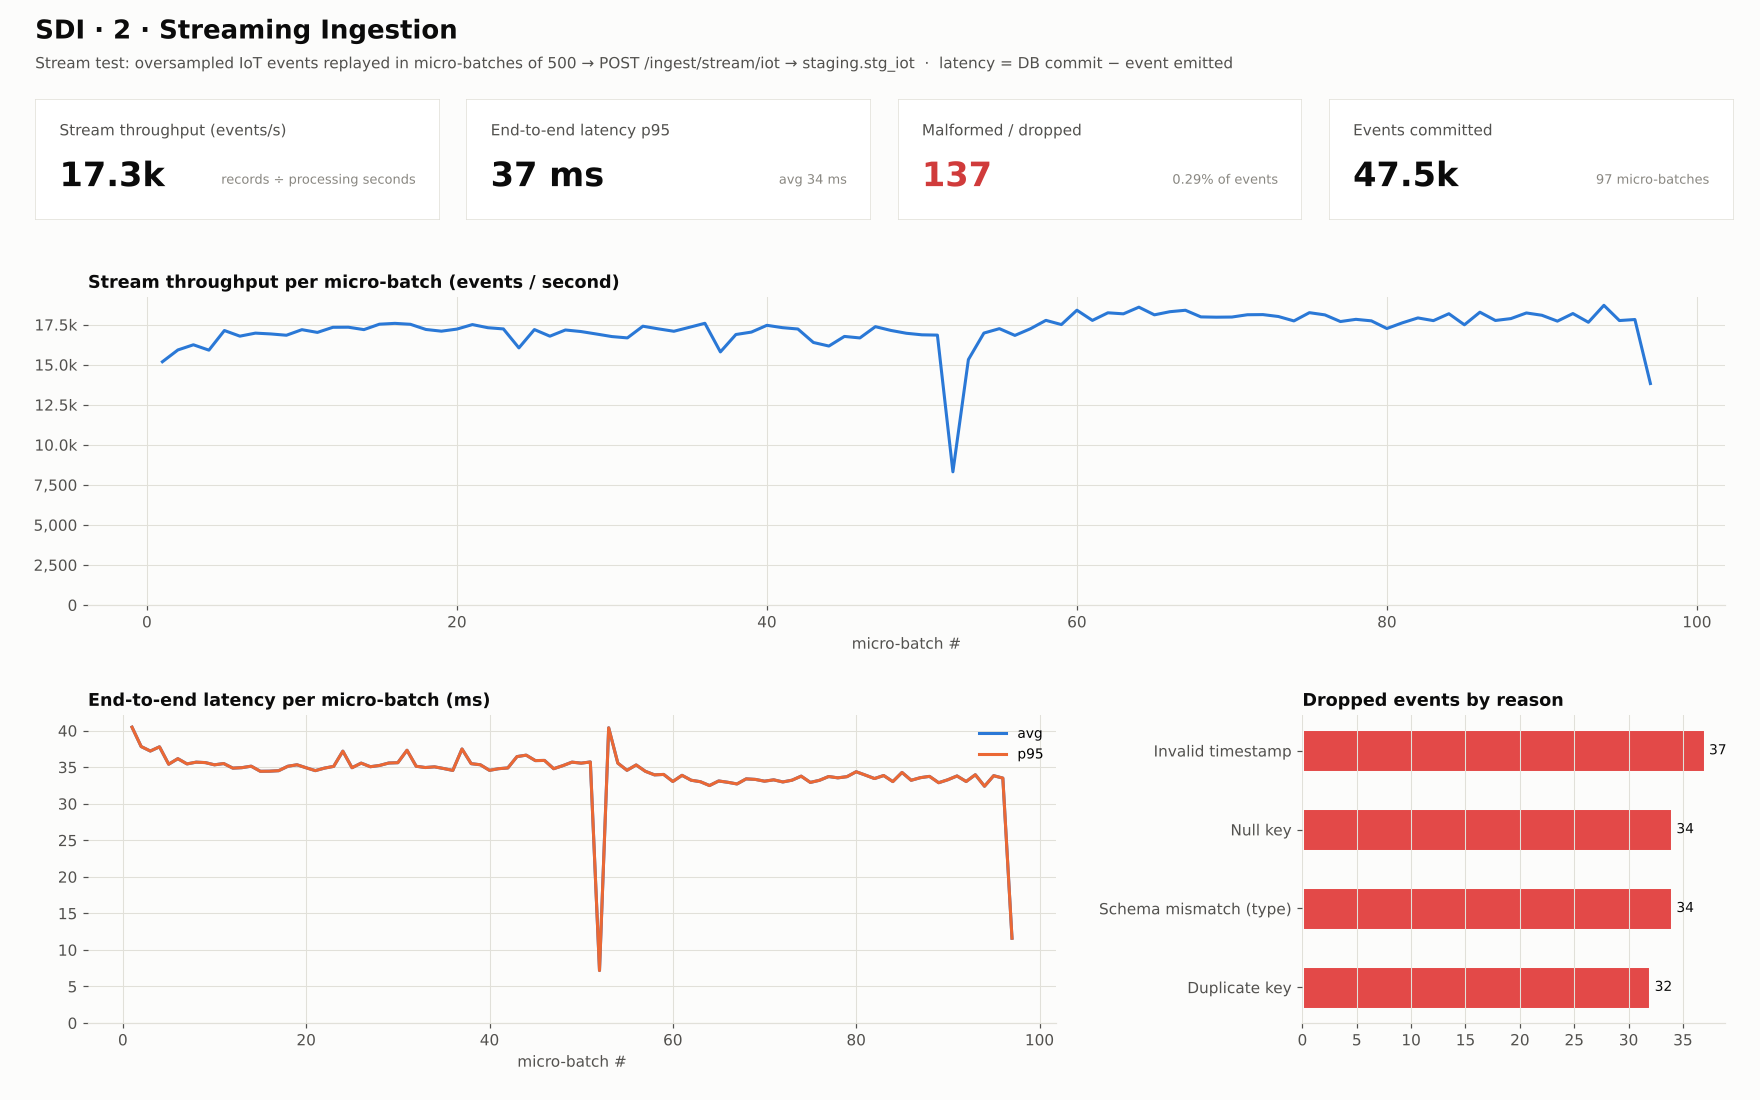 SDI · 2 · Streaming Ingestion
Stream test: oversampled IoT events replayed in micro-batches of 500 → POST /ingest/stream/iot → staging.stg_iot · latency = DB commit − event emitted
Stream throughput (events/s)
17.3k
records ÷ processing seconds
End-to-end latency p95
37 ms
avg 34 ms
Malformed / dropped
137
0.29% of events
Events committed
47.5k
97 micro-batches
Stream throughput per micro-batch (events / second)
17.5k
15.0k
12.5k
10.0k
7,500
5,000
2,500
0
0 20 40 60 80 100
micro-batch #
End-to-end latency per micro-batch (ms)
avg
p95
40
35
30
25
20
15
10
5
0
0 20 40 60 80 100
micro-batch #
Dropped events by reason
Invalid timestamp 37
Null key 34
Schema mismatch (type) 34
Duplicate key 32
0 5 10 15 20 25 30 35